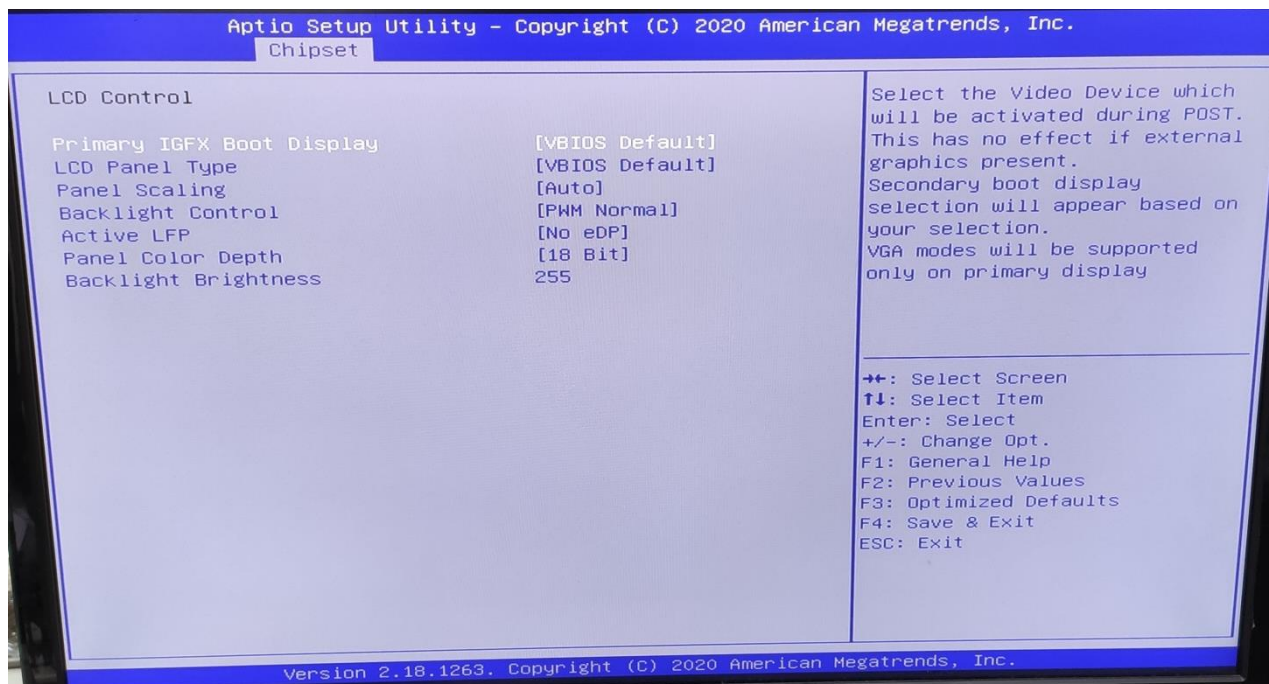 Aptio Setup Utility – Copyright (C) 2020 American Megatrends, Inc.
Chipset
LCD Control
Primary IGFX Boot Display [VBIOS Default]
LCD Panel Type [VBIOS Default]
Panel Scaling [Auto]
Backlight Control [PWM Normal]
Active LFP [No eDP]
Panel Color Depth [18 Bit]
Backlight Brightness 255
Select the Video Device which
will be activated during POST.
This has no effect if external
graphics present.
Secondary boot display
selection will appear based on
your selection.
VGA modes will be supported
only on primary display
→←: Select Screen
↑↓: Select Item
Enter: Select
+/-: Change Opt.
F1: General Help
F2: Previous Values
F3: Optimized Defaults
F4: Save & Exit
ESC: Exit
Version 2.18.1263. Copyright (C) 2020 American Megatrends, Inc.